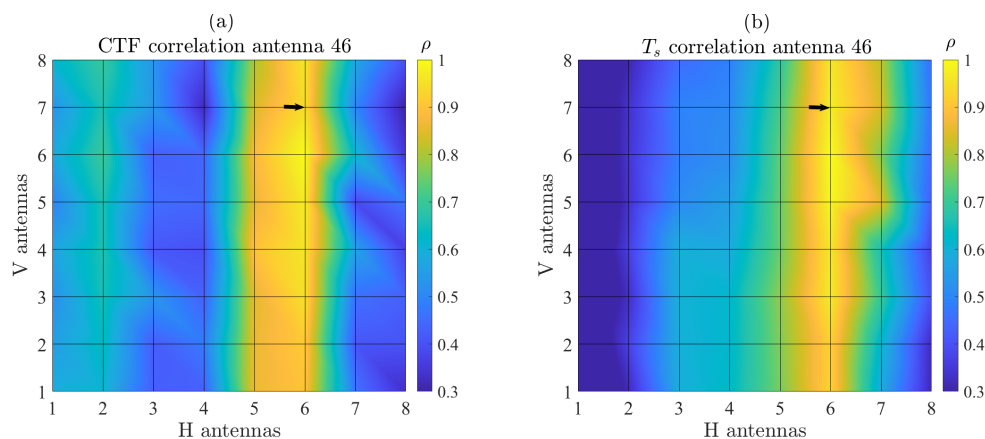 (a)
CTF correlation antenna 46
ρ
8
7
6
5
4
3
2
1
V antennas
1 2 3 4 5 6 7 8
H antennas
1
0.9
0.8
0.7
0.6
0.5
0.4
0.3
(b)
T_s correlation antenna 46
ρ
8
7
6
5
4
3
2
1
V antennas
1 2 3 4 5 6 7 8
H antennas
1
0.9
0.8
0.7
0.6
0.5
0.4
0.3